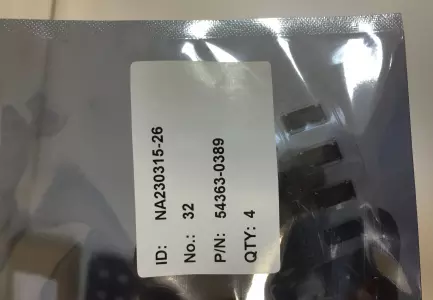 ID: NA230315-26
No.: 32
P/N: 54363-0389
QTY: 4